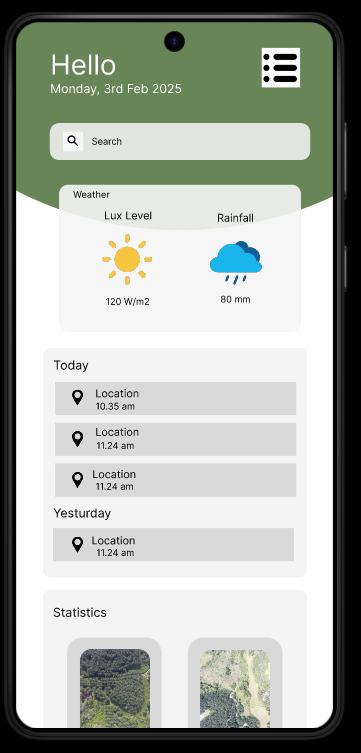 Hello
Monday, 3rd Feb 2025
Search
Weather
Lux Level
Rainfall
120 W/m2
80 mm
Today
Location
10.35 am
Location
11.24 am
Location
11.24 am
Yesturday
Location
11.24 am
Statistics